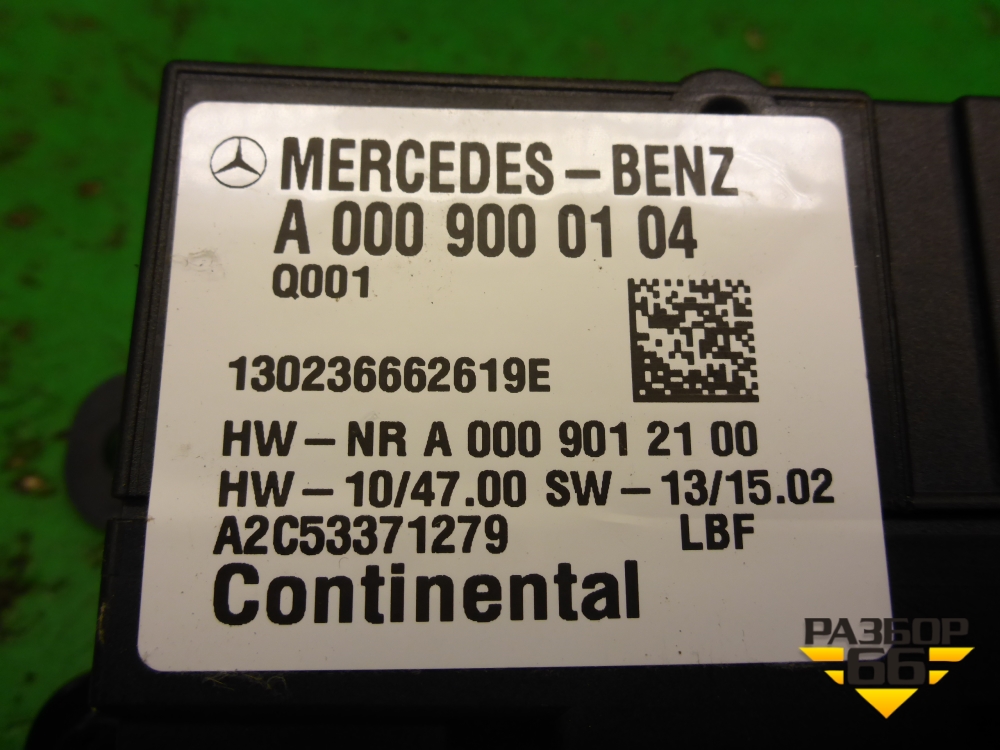 MERCEDES-BENZ
A 000 900 01 04
Q001
130236662619E
HW-NR A 000 901 21 00
HW-10/47.00 SW-13/15.02
A2C53371279 LBF
Continental
РАЗБОР
66